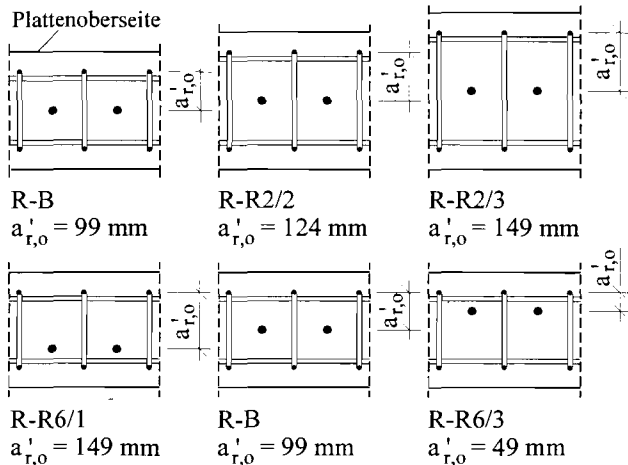 Plattenoberseite
a'r,o
a'r,o
a'r,o
R-B
a'r,o = 99 mm
R-R2/2
a'r,o = 124 mm
R-R2/3
a'r,o = 149 mm
a'r,o
a'r,o
a'r,o
R-R6/1
a'r,o = 149 mm
R-B
a'r,o = 99 mm
R-R6/3
a'r,o = 49 mm